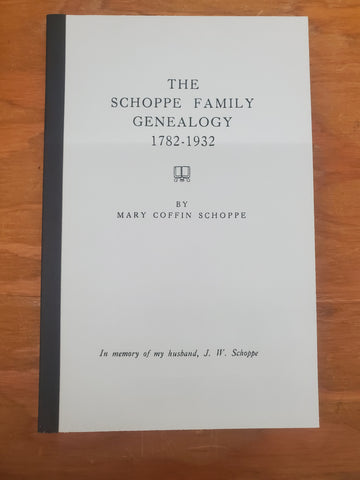 THE
SCHOPPE FAMILY
GENEALOGY
1782-1932
BY
MARY COFFIN SCHOPPE
In memory of my husband, J. W. Schoppe